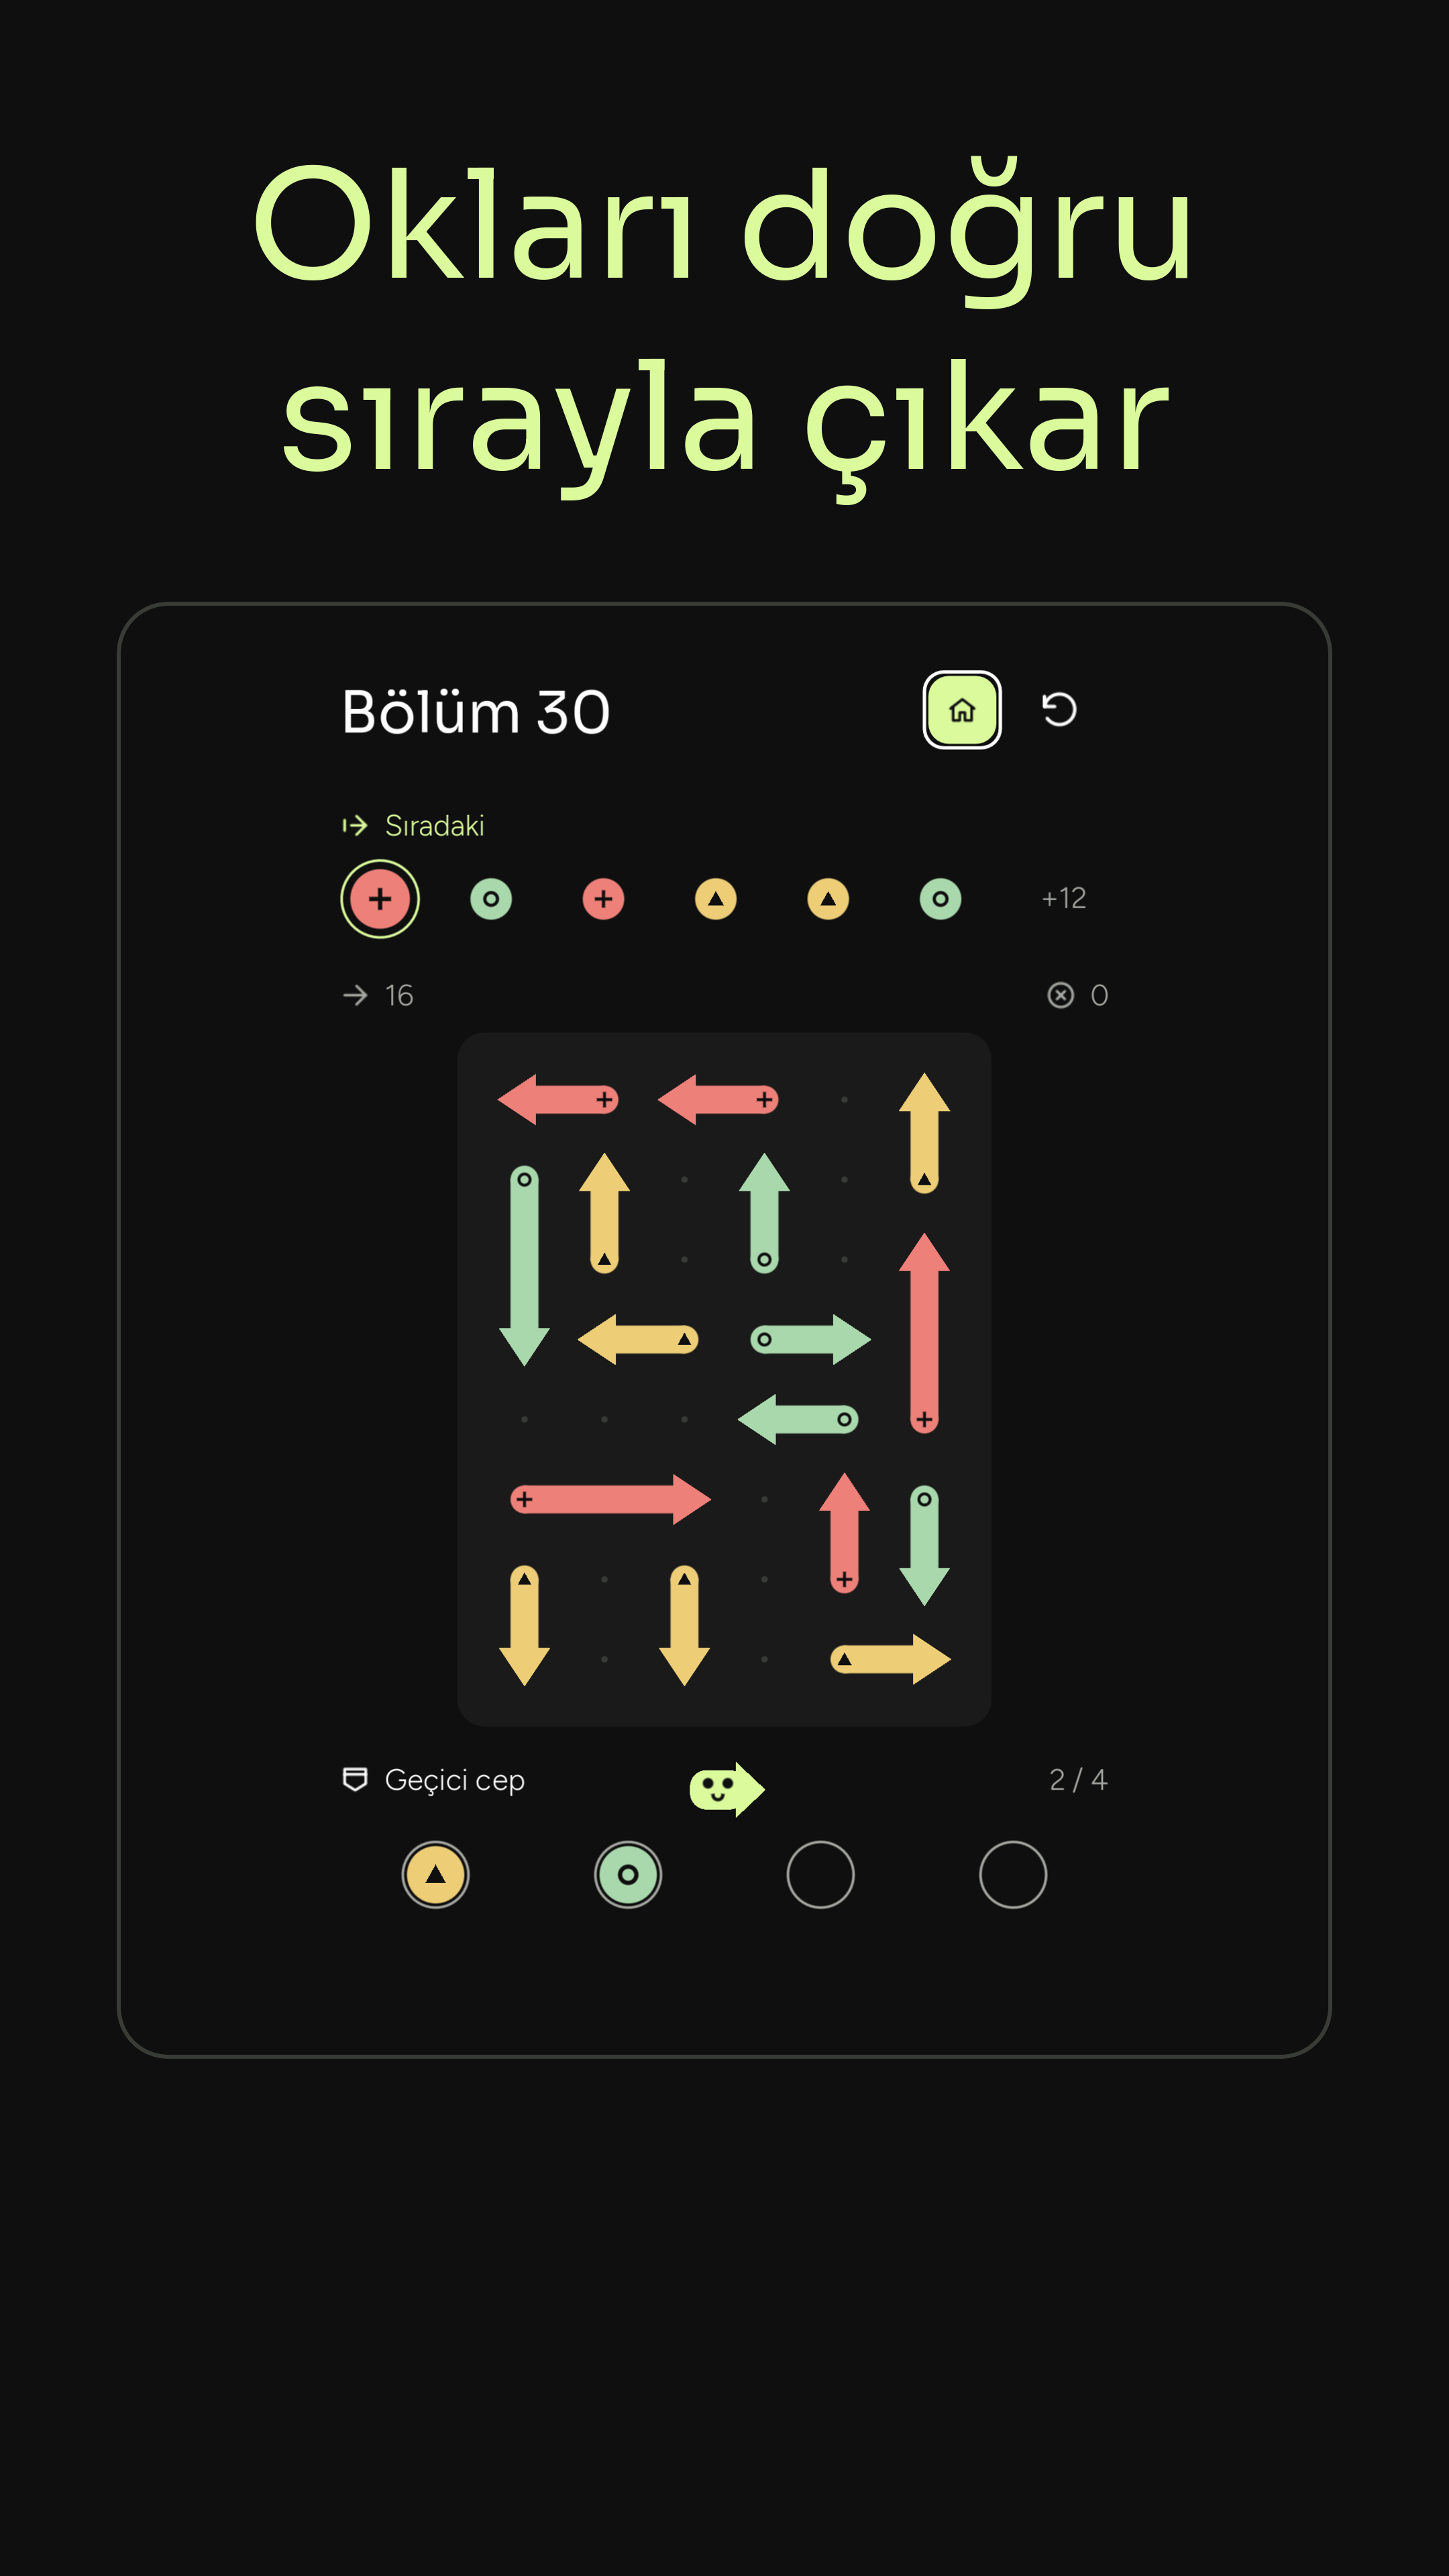 Okları doğru
sırayla çıkar
Bölüm 30
Sıradaki
+12
16
0
Geçici cep
2 / 4